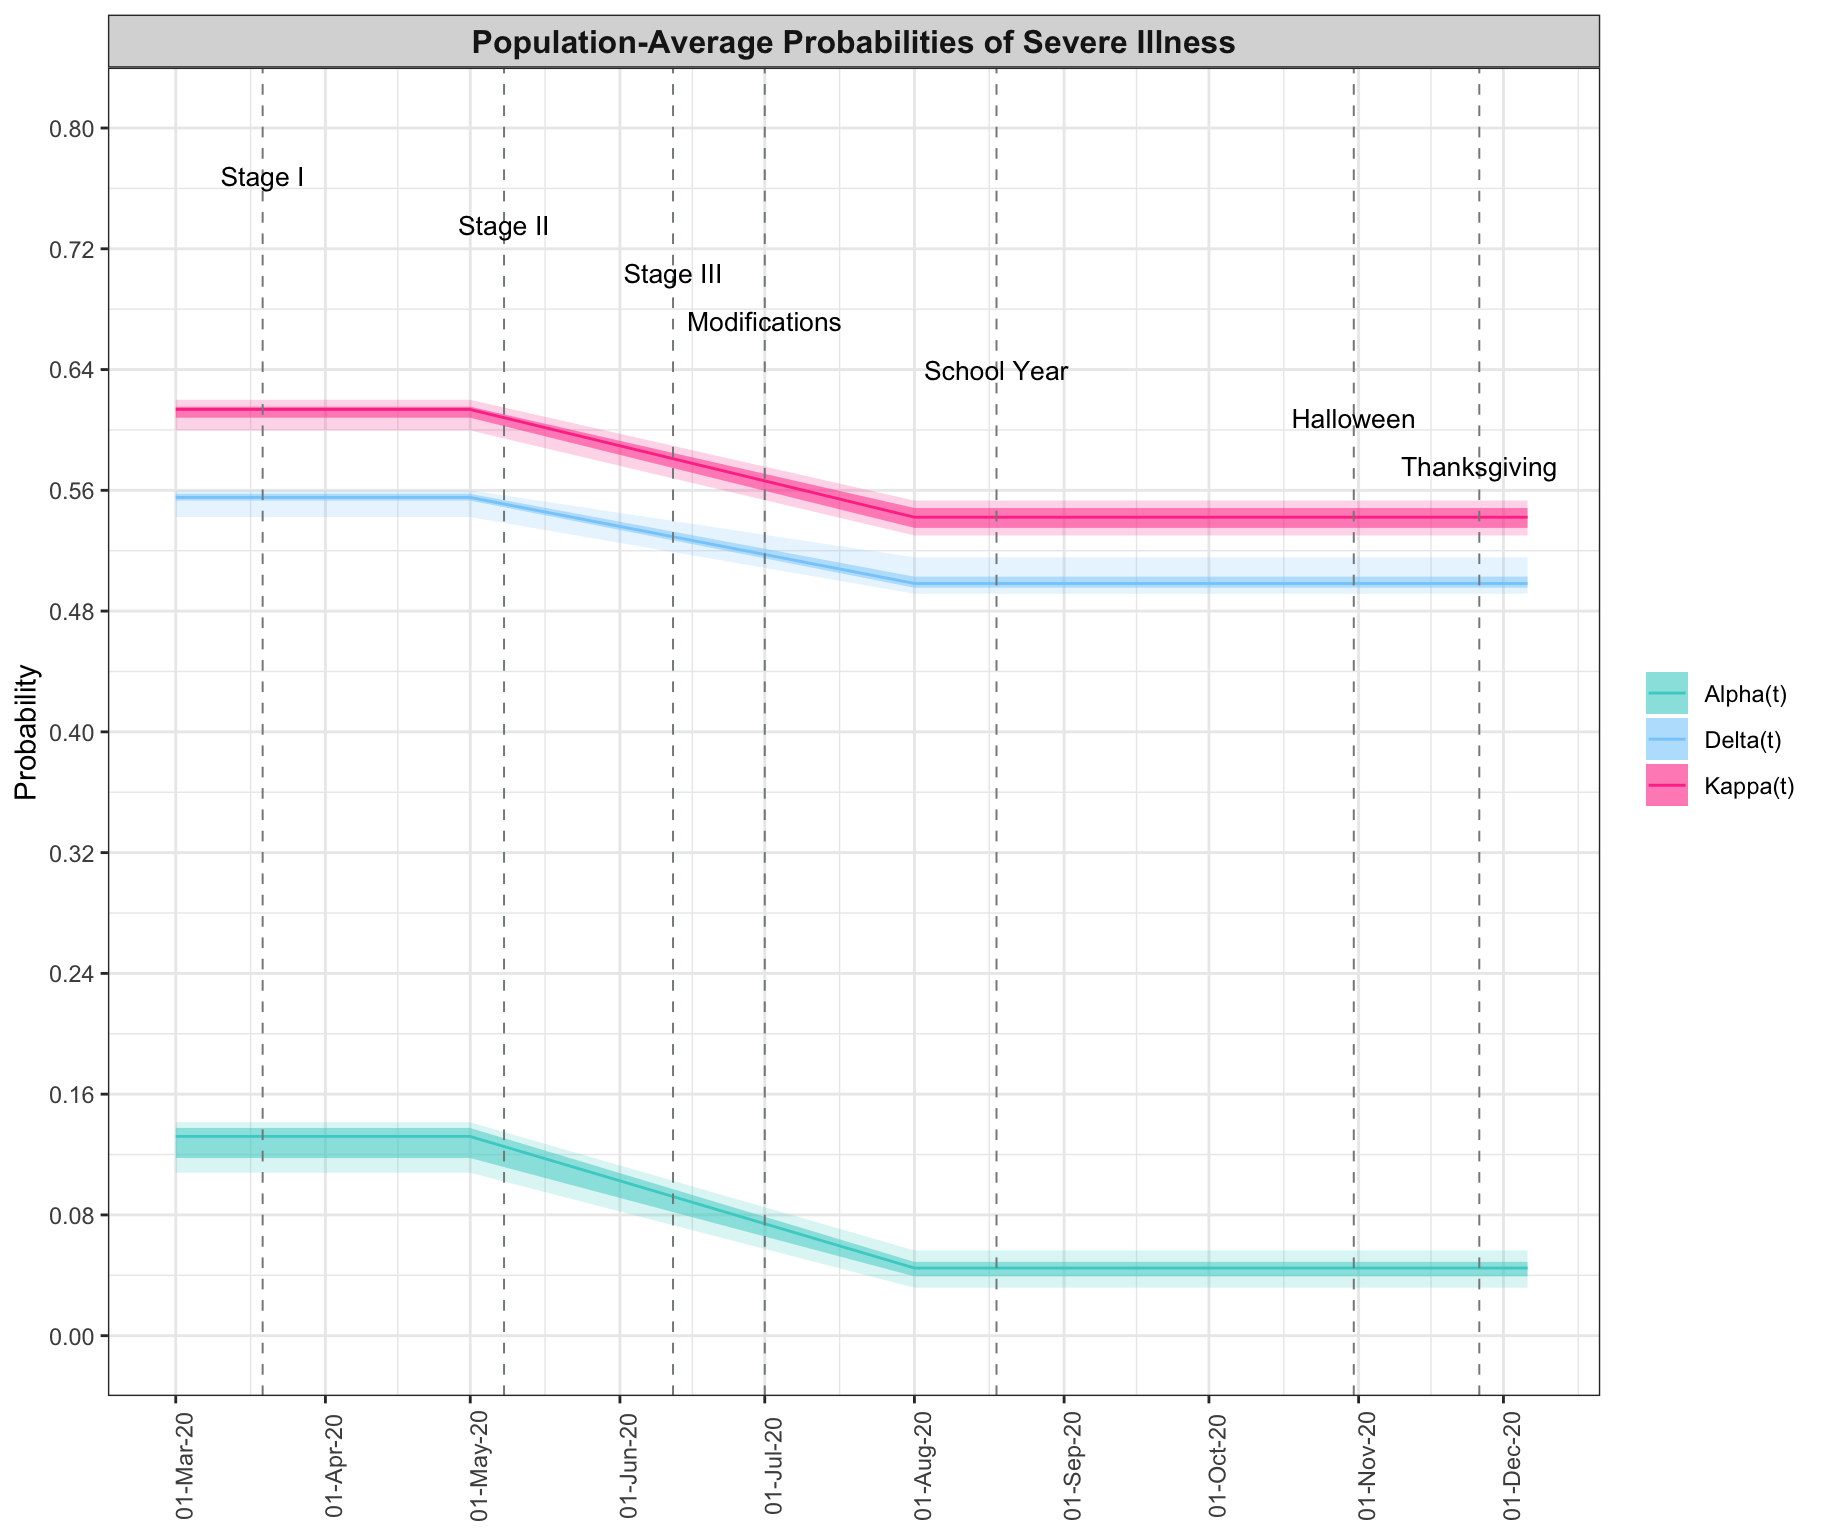 Population-Average Probabilities of Severe Illness
0.80
Stage I
Stage II
0.72
Stage III
Modifications
0.64
School Year
Halloween
Thanksgiving
0.56
0.48
Probability
Alpha(t)
Delta(t)
Kappa(t)
0.40
0.32
0.24
0.16
0.08
0.00
01-Mar-20
01-Apr-20
01-May-20
01-Jun-20
01-Jul-20
01-Aug-20
01-Sep-20
01-Oct-20
01-Nov-20
01-Dec-20